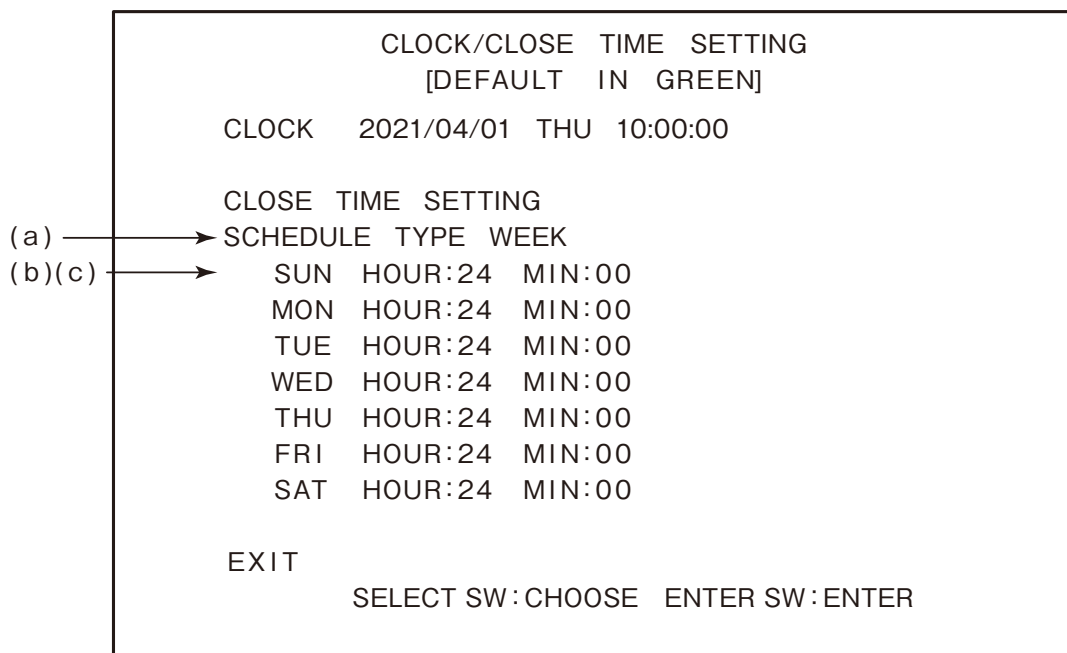 CLOCK/CLOSE TIME SETTING
[DEFAULT IN GREEN]
CLOCK 2021/04/01 THU 10:00:00
CLOSE TIME SETTING
(a) SCHEDULE TYPE WEEK
(b)(c) SUN HOUR:24 MIN:00
MON HOUR:24 MIN:00
TUE HOUR:24 MIN:00
WED HOUR:24 MIN:00
THU HOUR:24 MIN:00
FRI HOUR:24 MIN:00
SAT HOUR:24 MIN:00
EXIT
SELECT SW:CHOOSE ENTER SW:ENTER